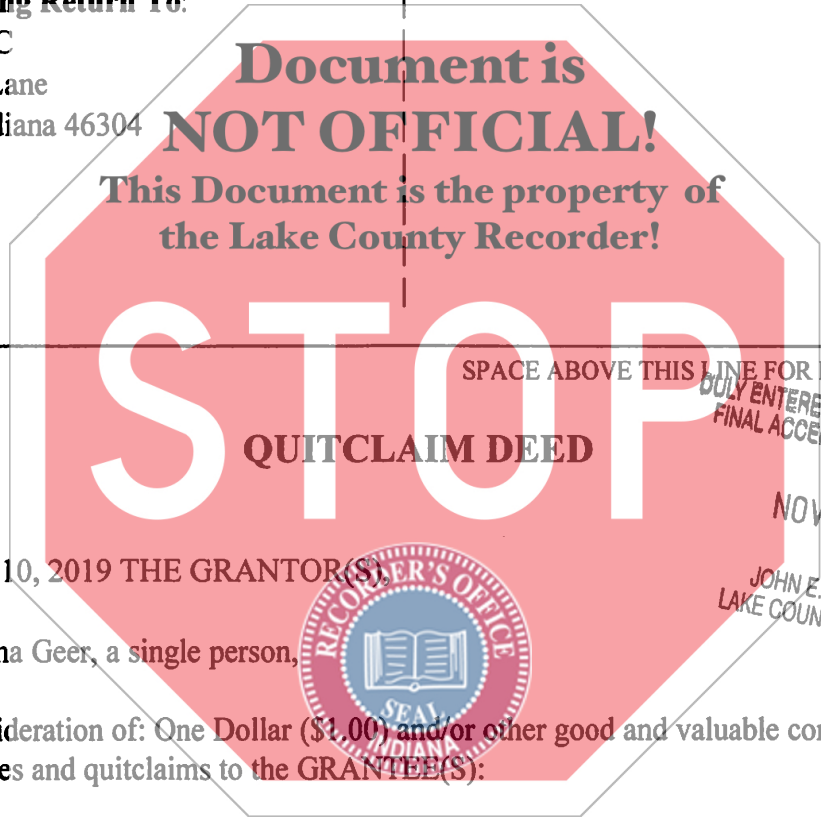 ng Return To:
C
Lane
diana 46304
Document is
NOT OFFICIAL!
This Document is the property of
the Lake County Recorder!
STOP
SPACE ABOVE THIS LINE FOR
DULY ENTERE
FINAL ACCE
QUITCLAIM DEED
NOV
10, 2019 THE GRANTOR(S),
JOHN E.
LAKE COUN
na Geer, a single person,
RECORDER'S OFFICE
SEAL
INDIANA
ideration of: One Dollar ($1.00) and/or other good and valuable con
es and quitclaims to the GRANTEE(S):